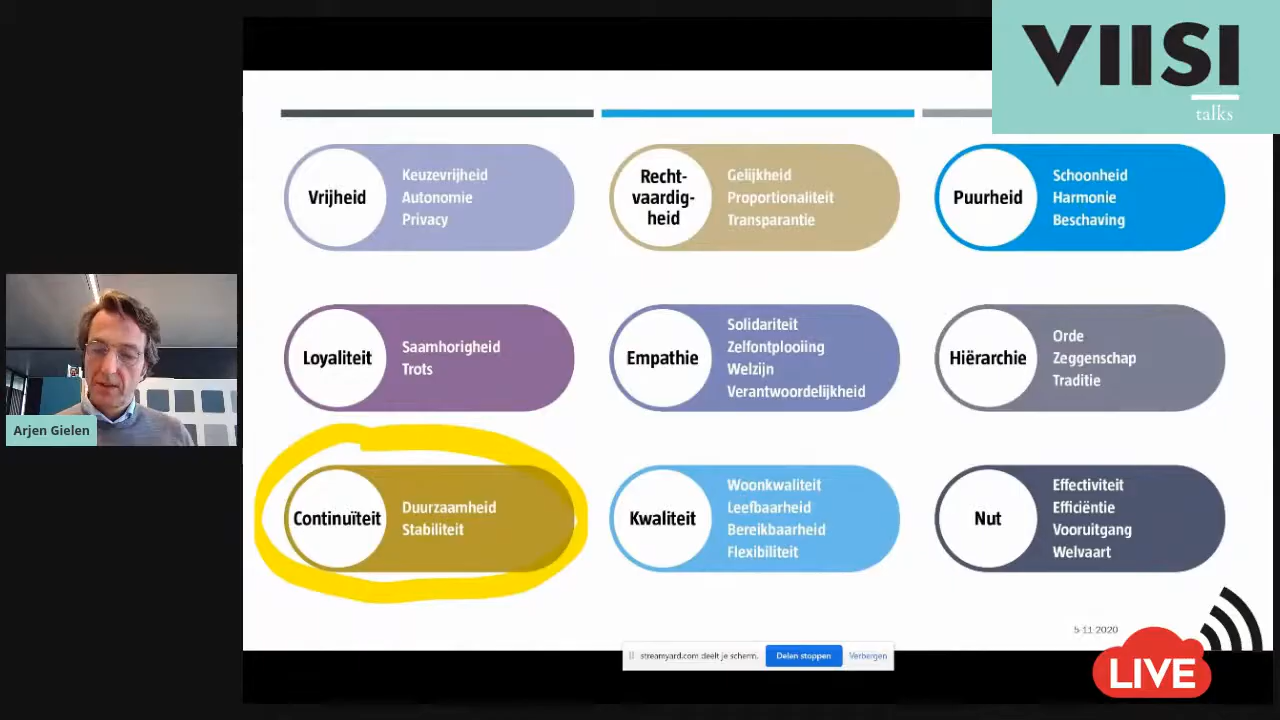 VIISI
talks
Vrijheid
Keuzevrijheid
Autonomie
Privacy
Recht-
vaardig-
heid
Gelijkheid
Proportionaliteit
Transparantie
Puurheid
Schoonheid
Harmonie
Beschaving
Loyaliteit
Saamhorigheid
Trots
Empathie
Solidariteit
Zelfontplooiing
Welzijn
Verantwoordelijkheid
Hiërarchie
Orde
Zeggenschap
Traditie
Arjen Gielen
Continuïteit
Duurzaamheid
Stabiliteit
Kwaliteit
Woonkwaliteit
Leefbaarheid
Bereikbaarheid
Flexibiliteit
Nut
Effectiviteit
Efficiëntie
Vooruitgang
Welvaart
5-11-2020
streamyard.com deelt je scherm.
Delen stoppen
Verbergen
LIVE